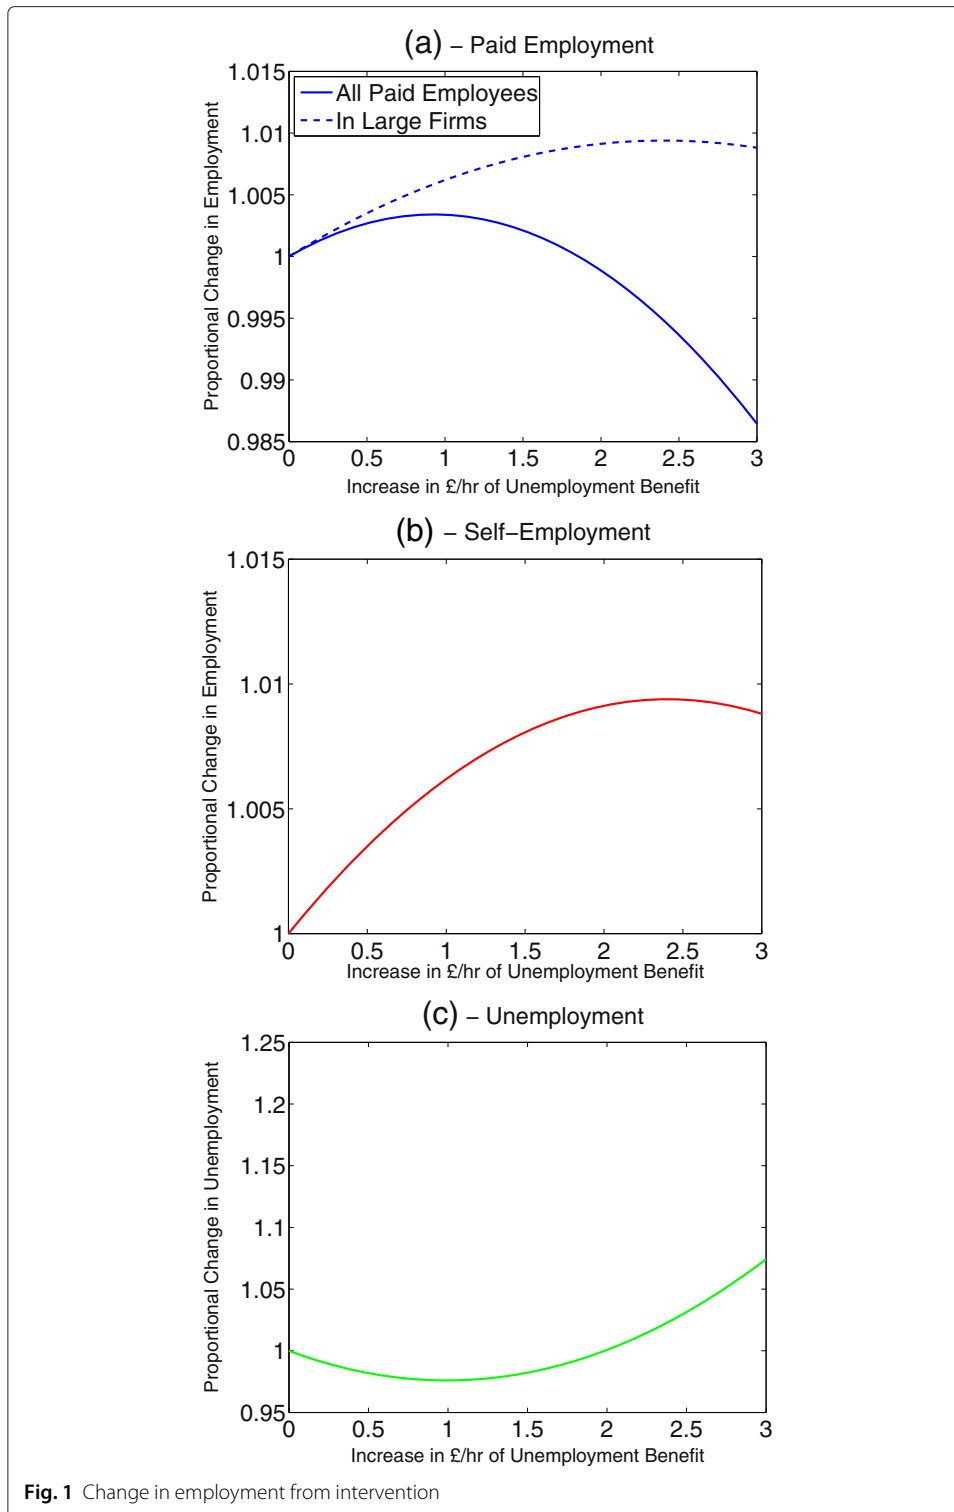 (a) – Paid Employment
1.015
1.01
1.005
1
0.995
0.99
0.985
Proportional Change in Employment
All Paid Employees
In Large Firms
0 0.5 1 1.5 2 2.5 3
Increase in £/hr of Unemployment Benefit
(b) – Self–Employment
1.015
1.01
1.005
1
Proportional Change in Employment
0 0.5 1 1.5 2 2.5 3
Increase in £/hr of Unemployment Benefit
(c) – Unemployment
1.25
1.2
1.15
1.1
1.05
1
0.95
Proportional Change in Unemployment
0 0.5 1 1.5 2 2.5 3
Increase in £/hr of Unemployment Benefit
Fig. 1 Change in employment from intervention